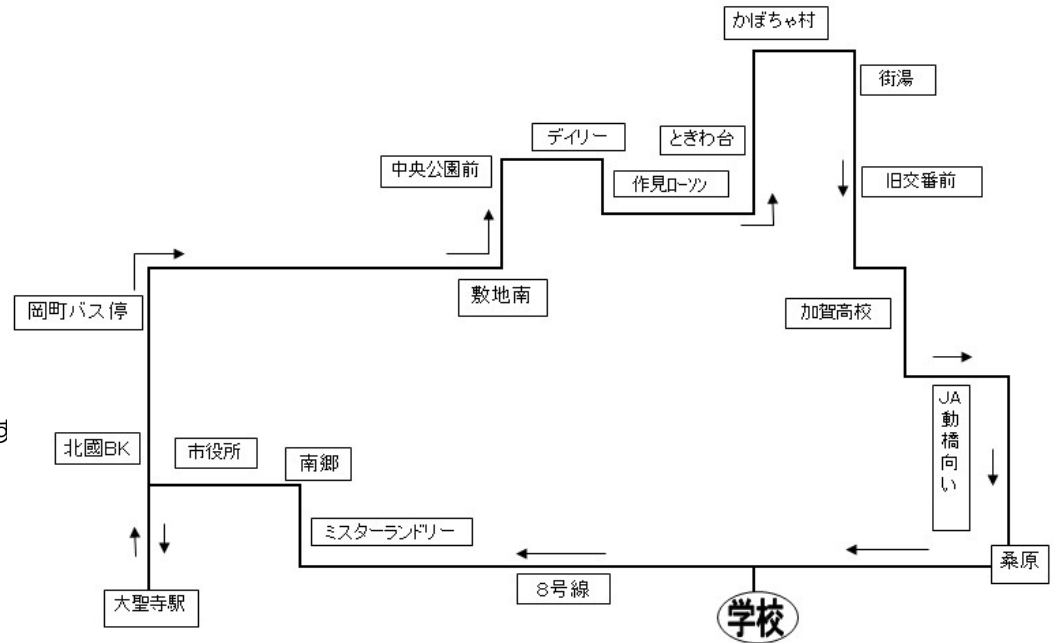 かぼちゃ村
街湯
デイリー
ときわ台
中央公園前
作見ローソン
旧交番前
敷地南
岡町バス停
加賀高校
JA動橋向い
北國BK
市役所
南郷
ミスターランドリー
8号線
桑原
大聖寺駅
学校